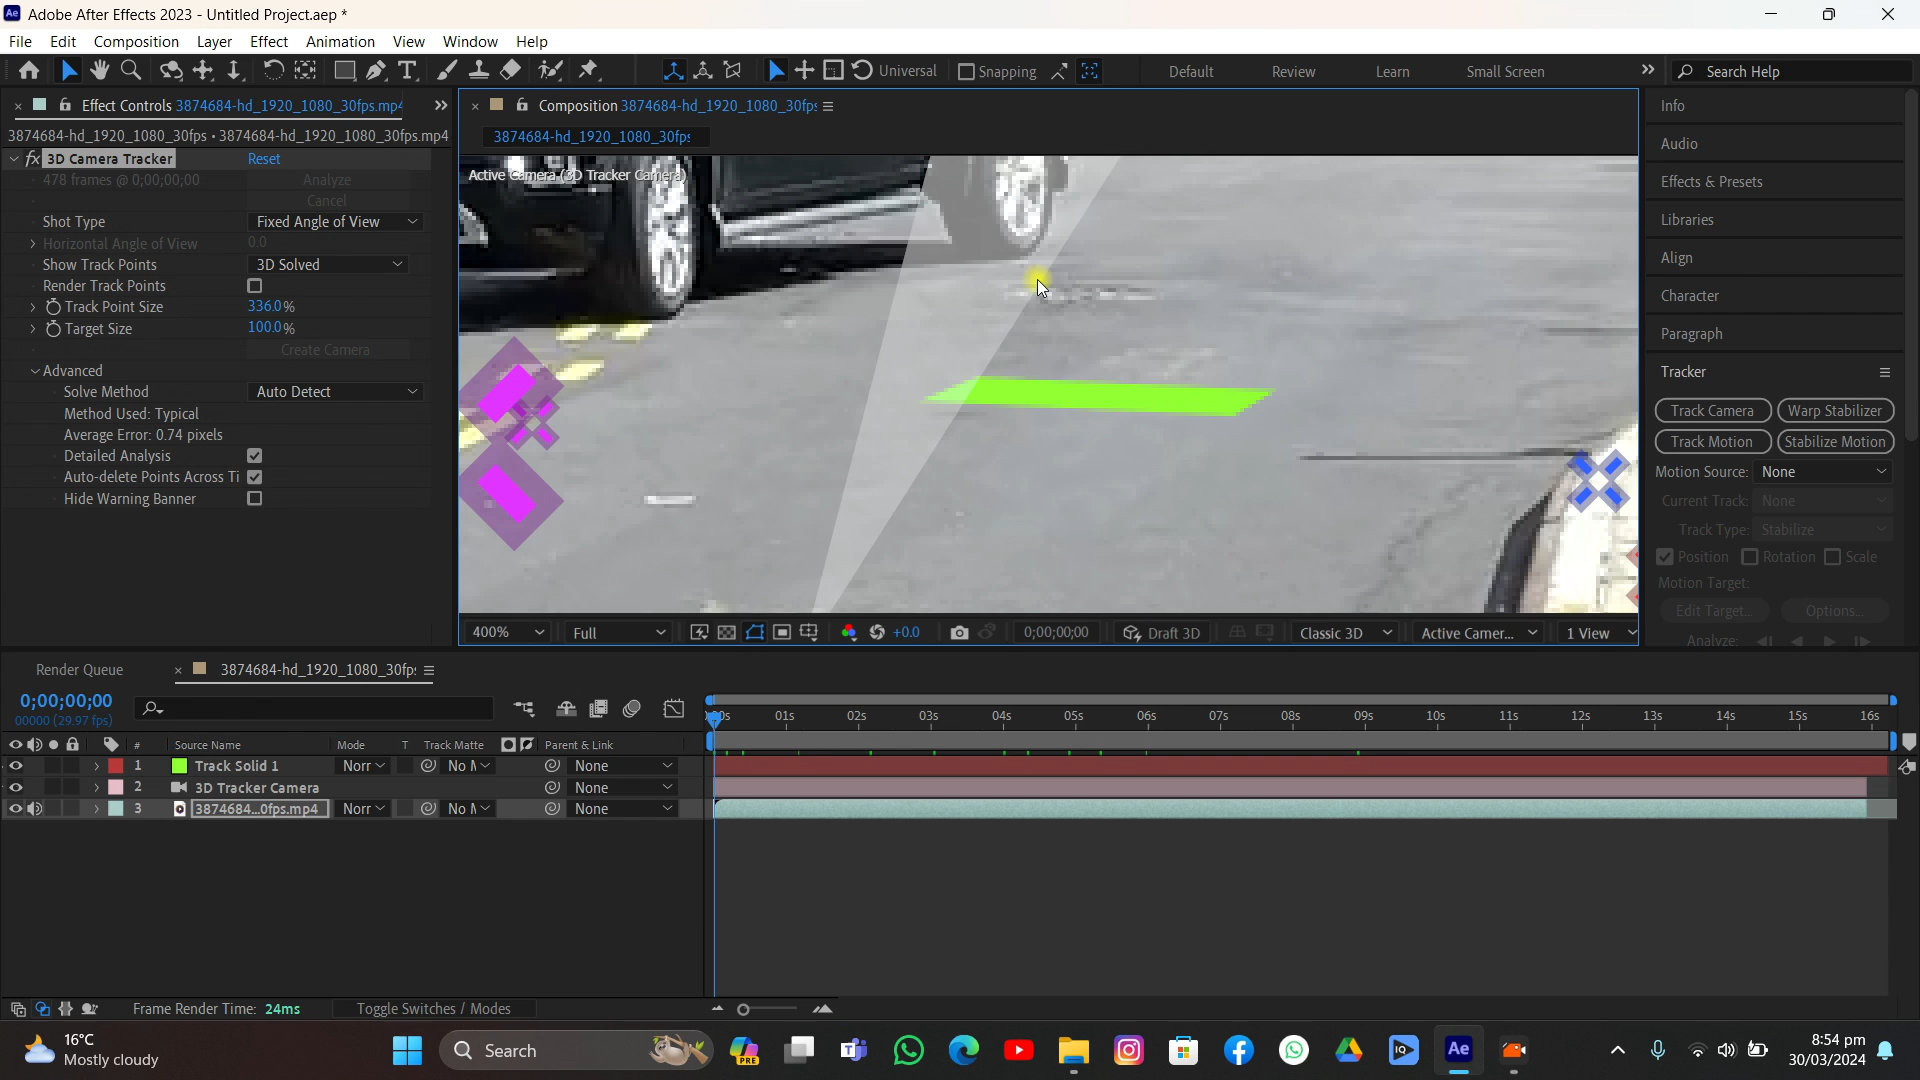 Adobe After Effects 2023 - Untitled Project.aep *
File Edit Composition Layer Effect Animation View Window Help
Universal Snapping Default Review Learn Small Screen Search Help
Effect Controls 3874684-hd_1920_1080_30fps.mp4
3874684-hd_1920_1080_30fps • 3874684-hd_1920_1080_30fps.mp4
fx 3D Camera Tracker Reset
478 frames @ 0;00;00;00 Analyze
Cancel
Shot Type Fixed Angle of View
Horizontal Angle of View 0.0
Show Track Points 3D Solved
Render Track Points
Track Point Size 336.0%
Target Size 100.0%
Create Camera
Advanced
Solve Method Auto Detect
Method Used: Typical
Average Error: 0.74 pixels
Detailed Analysis
Auto-delete Points Across Ti
Hide Warning Banner
Composition 3874684-hd_1920_1080_30fps
3874684-hd_1920_1080_30fps
Active Camera (3D Tracker Camera)
400% Full +0.0 0;00;00;00 Draft 3D Classic 3D Active Camer... 1 View
Info
Audio
Effects & Presets
Libraries
Align
Character
Paragraph
Tracker
Track Camera Warp Stabilizer
Track Motion Stabilize Motion
Motion Source: None
Current Track: None
Track Type: Stabilize
Position Rotation Scale
Motion Target:
Edit Target... Options...
Analyze:
Render Queue 3874684-hd_1920_1080_30fps
0;00;00;00
00000 (29.97 fps)
:00s 01s 02s 03s 04s 05s 06s 07s 08s 09s 10s 11s 12s 13s 14s 15s 16s
# Source Name Mode T Track Matte Parent & Link
1 Track Solid 1 Norr No M None
2 3D Tracker Camera None
3 3874684...0fps.mp4 Norr No M None
Frame Render Time: 24ms Toggle Switches / Modes
16°C
Mostly cloudy
Search
PRE
IQ
Ae
8:54 pm
30/03/2024